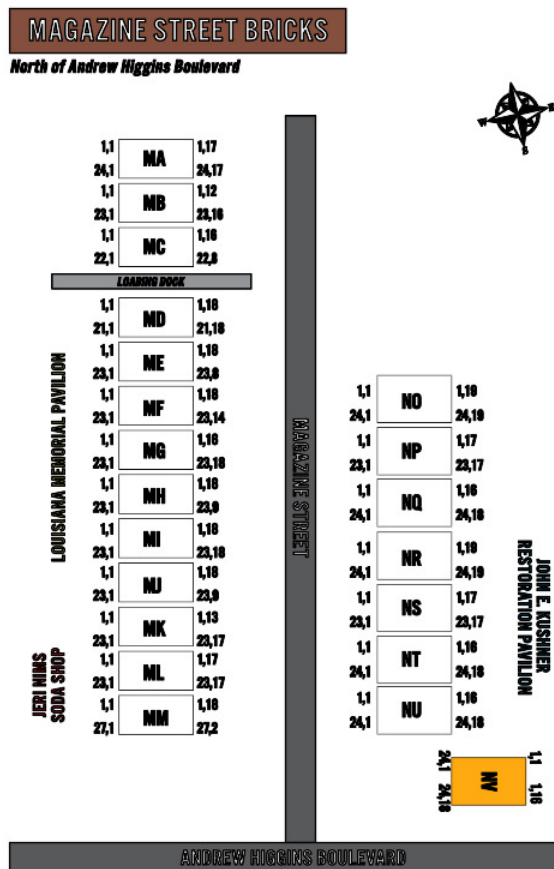 MAGAZINE STREET BRICKS
North of Andrew Higgins Boulevard
N
W
E
S
1,1 MA 1,17
24,1 24,17
1,1 MB 1,12
23,1 23,16
1,1 MC 1,16
22,1 22,8
LOADING DOCK
1,1 MD 1,18
21,1 21,18
1,1 ME 1,18
23,1 23,8
1,1 MF 1,18
23,1 23,14
1,1 MG 1,16
23,1 23,18
1,1 MH 1,18
23,1 23,9
1,1 MI 1,18
23,1 23,18
1,1 MJ 1,18
23,1 23,9
1,1 MK 1,13
23,1 23,17
1,1 ML 1,17
23,1 23,17
1,1 MM 1,18
27,1 27,2
LOUISIANA MEMORIAL PAVILION
JERI NIMS
SODA SHOP
MAGAZINE STREET
1,1 NO 1,19
24,1 24,19
1,1 NP 1,17
23,1 23,17
1,1 NQ 1,16
24,1 24,18
1,1 NR 1,19
24,1 24,19
1,1 NS 1,17
23,1 23,17
1,1 NT 1,16
24,1 24,18
1,1 NU 1,16
24,1 24,18
JOHN E. KUSHNER
RESTORATION PAVILION
1,1 NV 1,16
24,1 24,18
ANDREW HIGGINS BOULEVARD